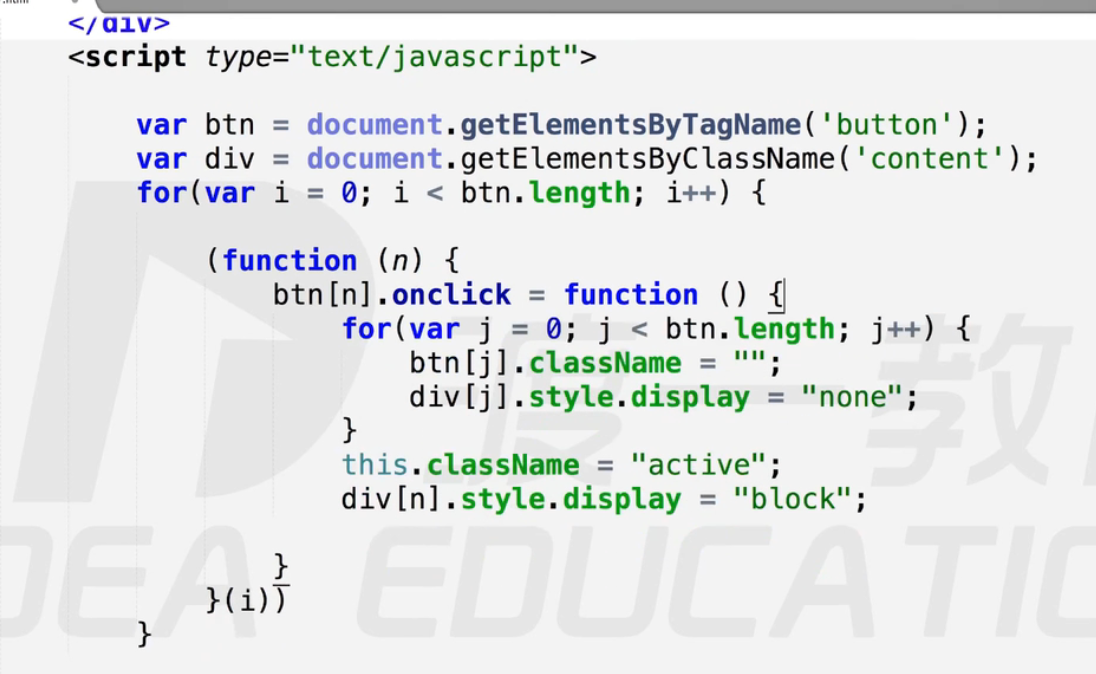 </div>
<script type="text/javascript">
var btn = document.getElementsByTagName('button');
var div = document.getElementsByClassName('content');
for(var i = 0; i < btn.length; i++) {
(function (n) {
btn[n].onclick = function () {
for(var j = 0; j < btn.length; j++) {
btn[j].className = "";
div[j].style.display = "none";
}
this.className = "active";
div[n].style.display = "block";
}
}(i))
}
度一教
EDUCATIO